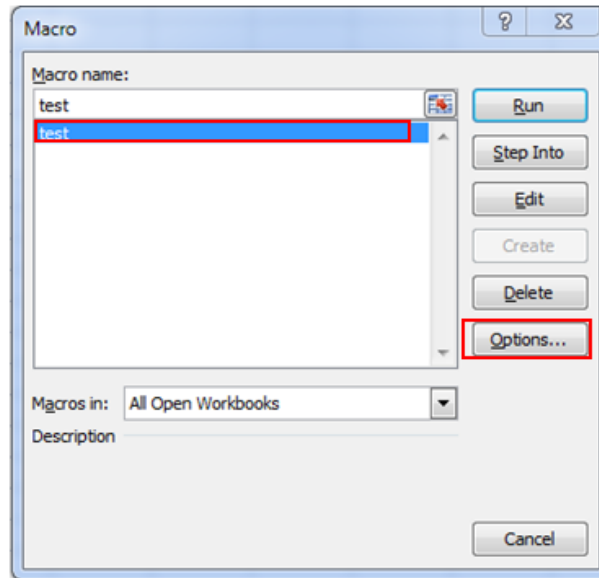 Macro
Macro name:
test
test
Run
Step Into
Edit
Create
Delete
Options...
Macros in:
All Open Workbooks
Description
Cancel